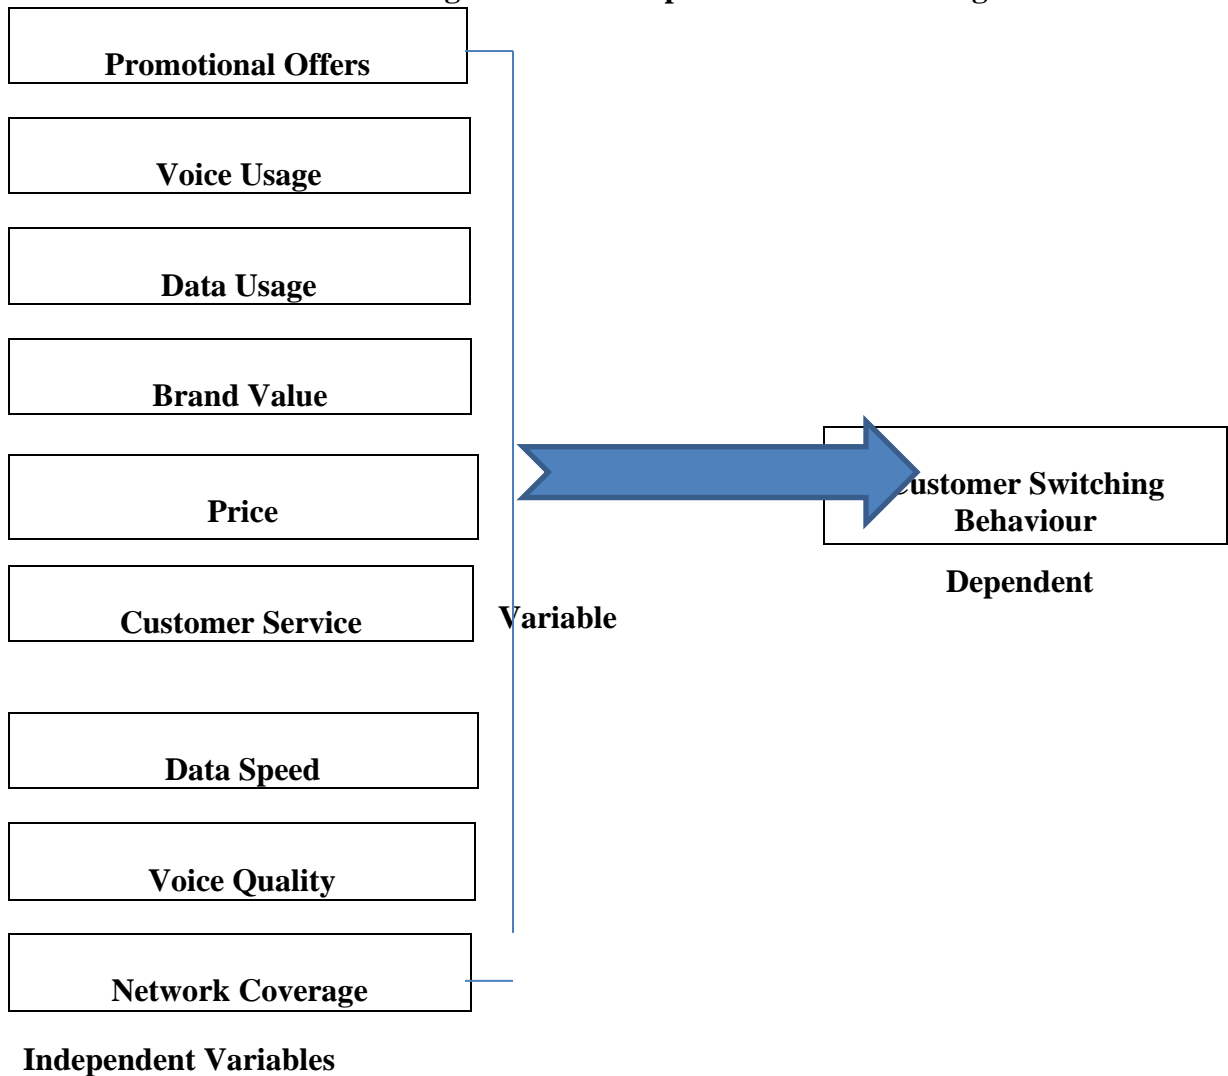 Promotional Offers
Voice Usage
Data Usage
Brand Value
Price
Customer Switching
Behaviour
Dependent
Customer Service
Variable
Data Speed
Voice Quality
Network Coverage
Independent Variables